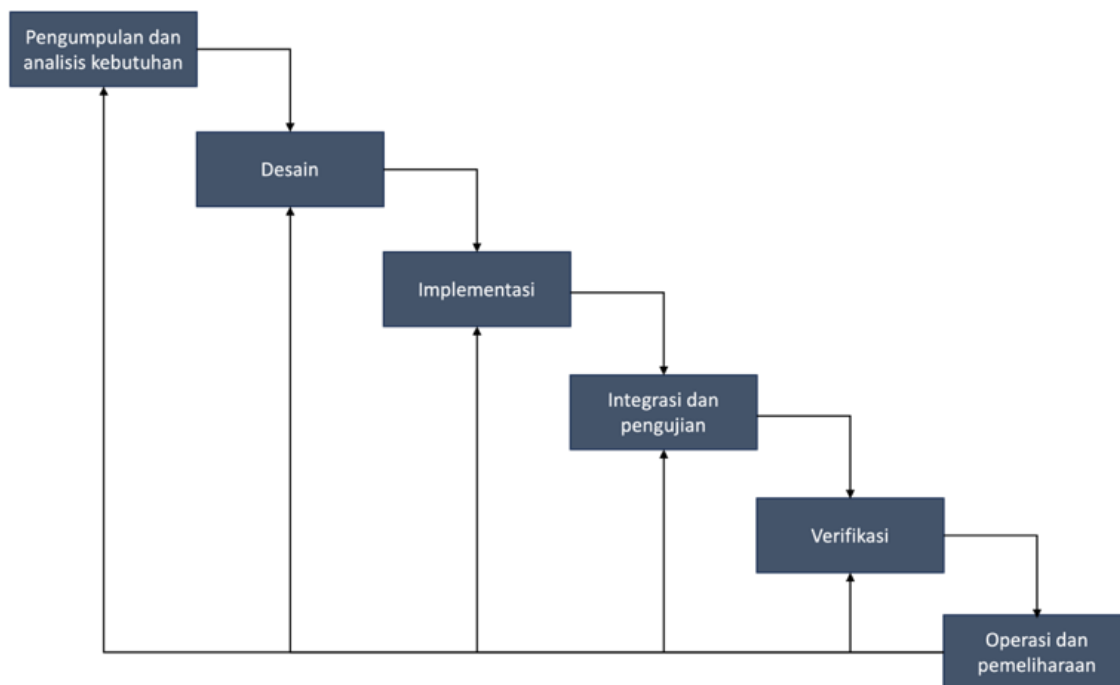 Pengumpulan dan
analisis kebutuhan
Desain
Implementasi
Integrasi dan
pengujian
Verifikasi
Operasi dan
pemeliharaan